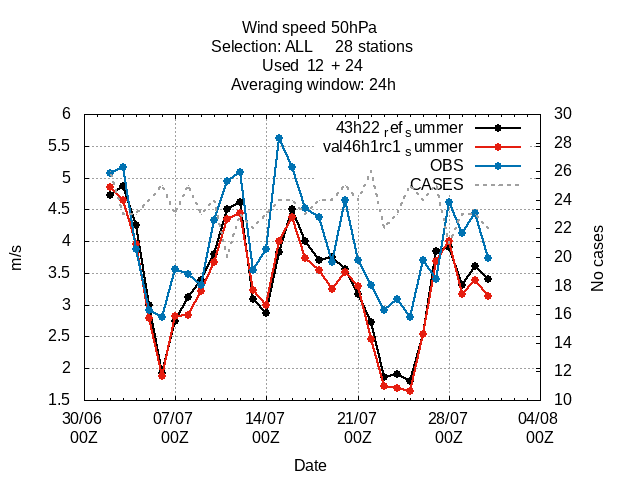 Wind speed 50hPa
Selection: ALL 28 stations
Used 12 + 24
Averaging window: 24h
6
5.5
5
4.5
4
3.5
3
2.5
2
1.5
m/s
30
28
26
24
22
20
18
16
14
12
10
No cases
43h22 refsummer
val46h1rc1 summer
OBS
CASES
30/06 07/07 14/07 21/07 28/07 04/08
00Z 00Z 00Z 00Z 00Z 00Z
Date